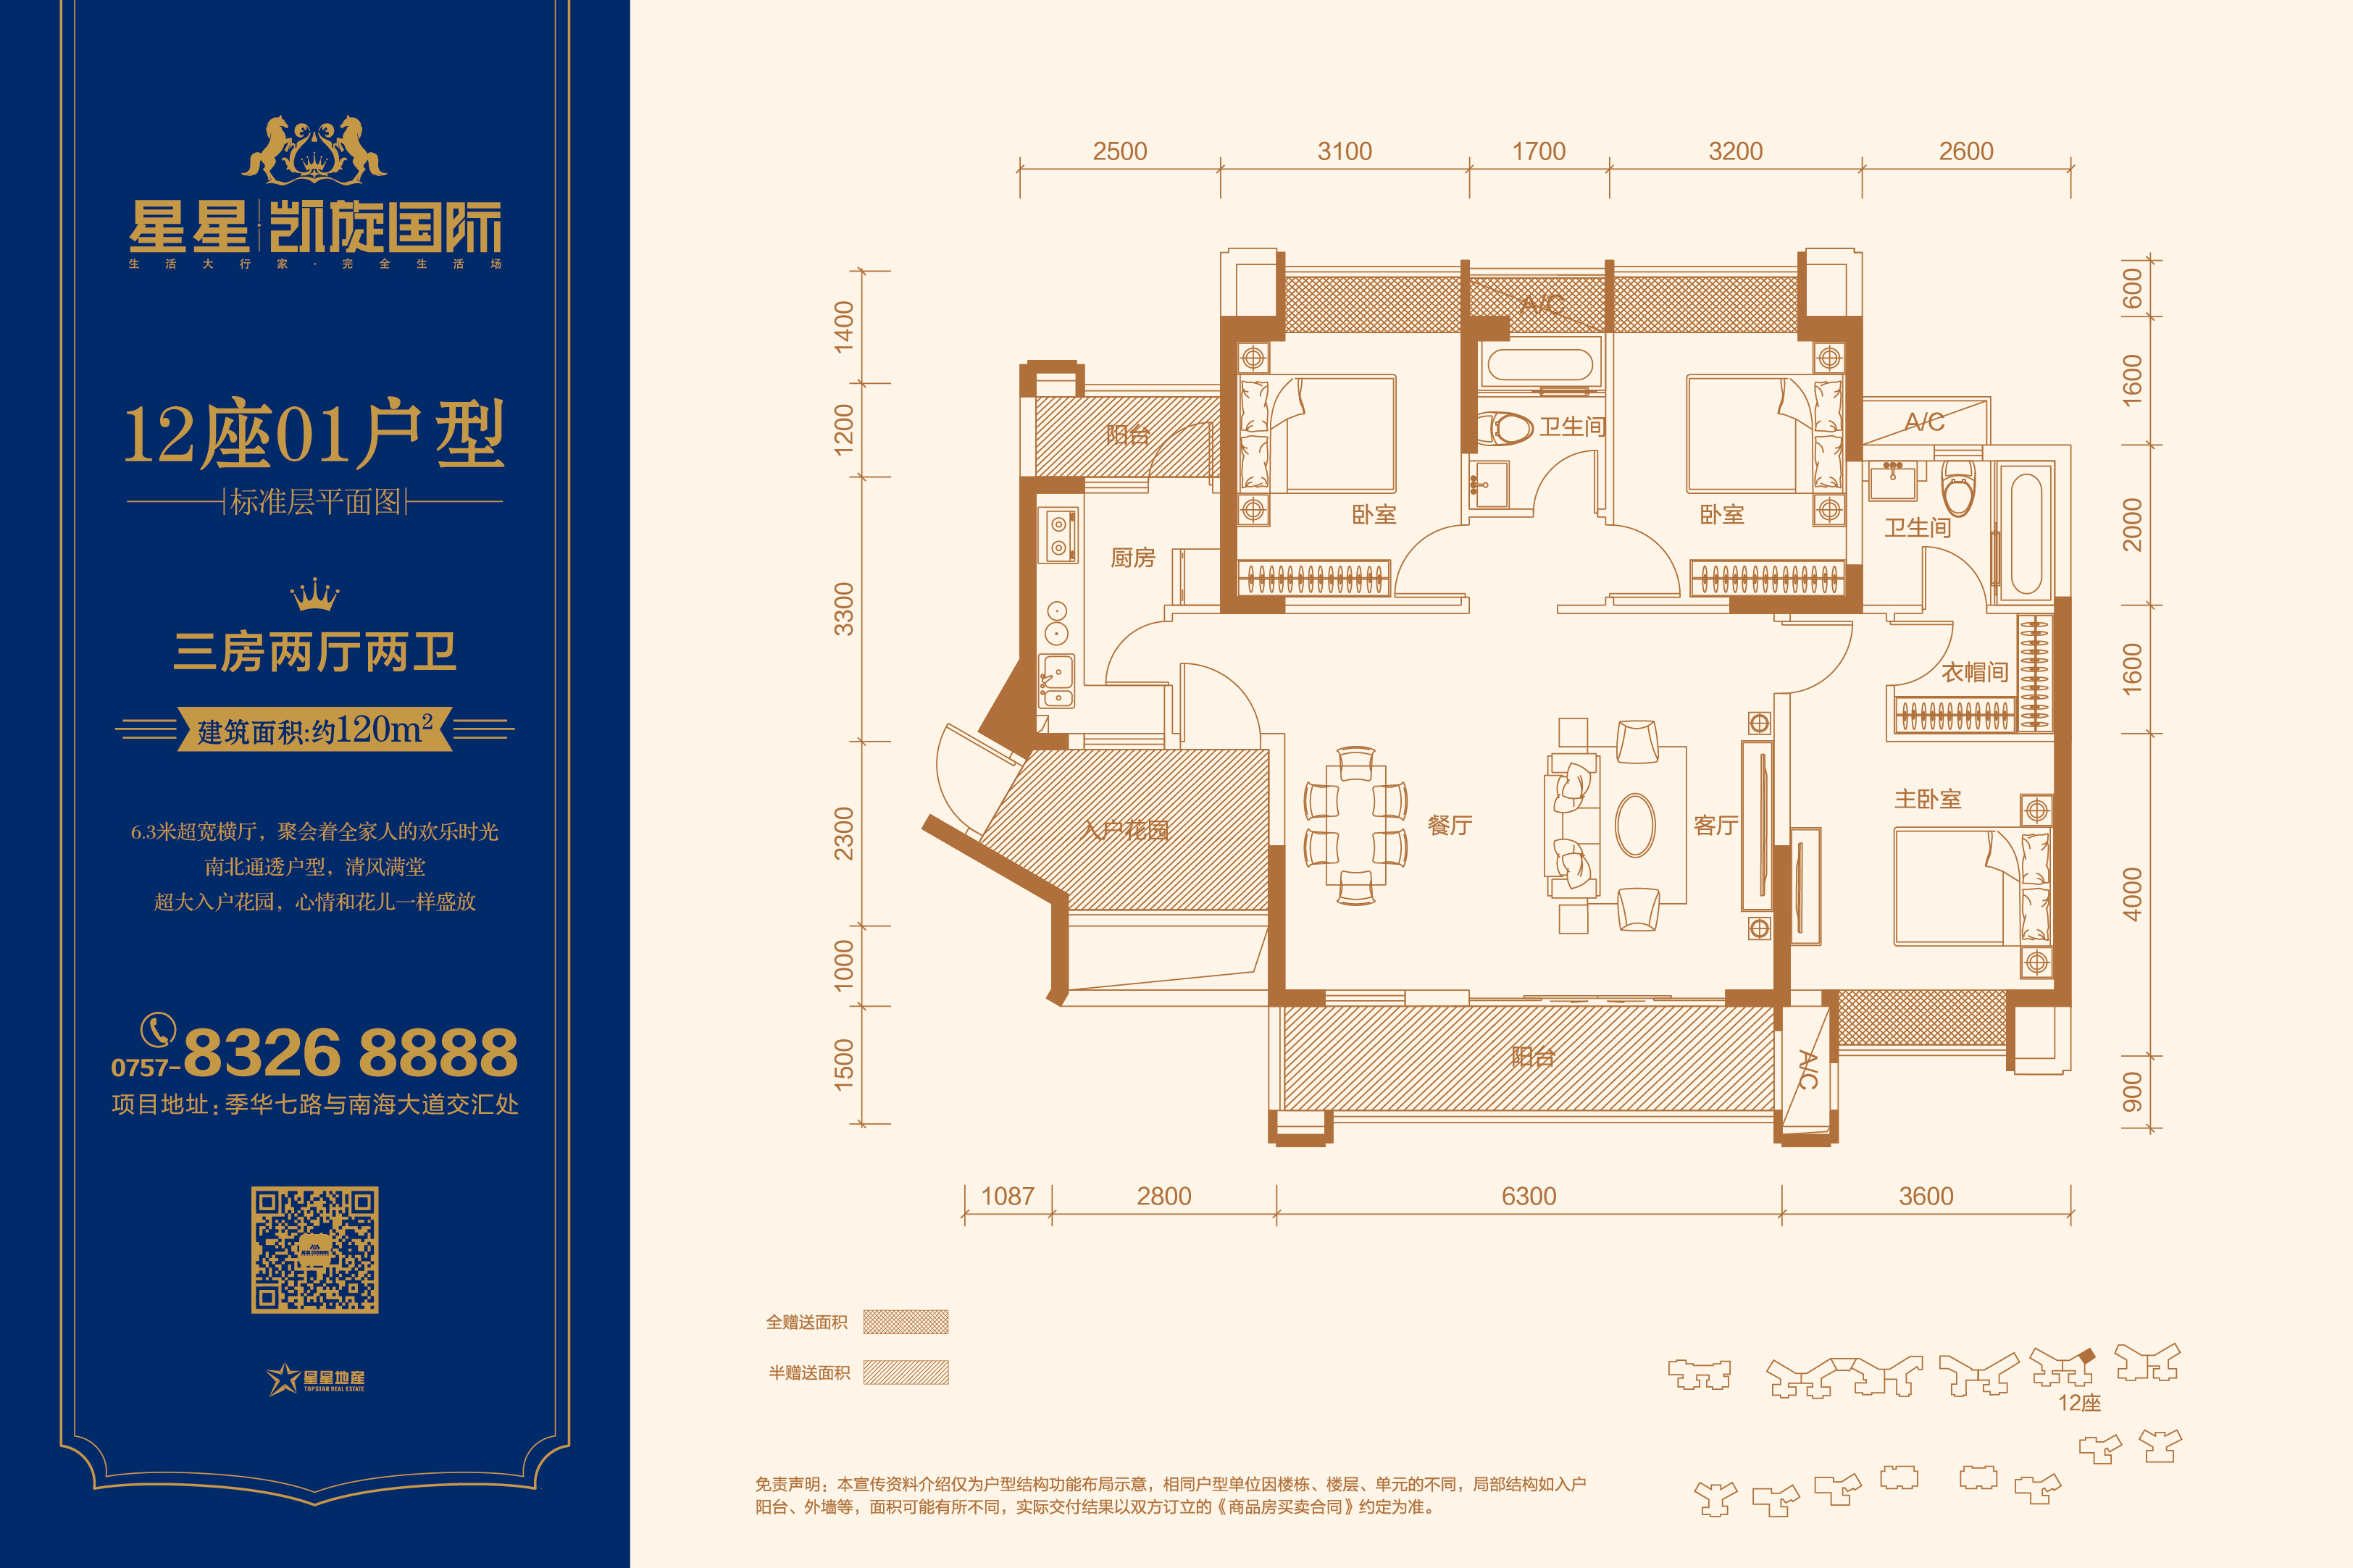 星星·凯旋国际
生活大行家·完全生活场
12座01户型
标准层平面图
三房两厅两卫
建筑面积:约120m²
6.3米超宽横厅，聚会着全家人的欢乐时光
南北通透户型，清风满堂
超大入户花园，心情和花儿一样盛放
0757-8326 8888
项目地址：季华七路与南海大道交汇处
星星地產
TOPSTAR REAL ESTATE
2500 3100 1700 3200 2600
1400
1200
3300
2300
1000
1500
600
1600
2000
1600
4000
900
A/C
阳台
卫生间
A/C
卧室
卧室
卫生间
厨房
衣帽间
主卧室
入户花园
餐厅
客厅
阳台
A/C
1087 2800 6300 3600
全赠送面积
半赠送面积
12座
免责声明：本宣传资料介绍仅为户型结构功能布局示意，相同户型单位因楼栋、楼层、单元的不同，局部结构如入户
阳台、外墙等，面积可能有所不同，实际交付结果以双方订立的《商品房买卖合同》约定为准。